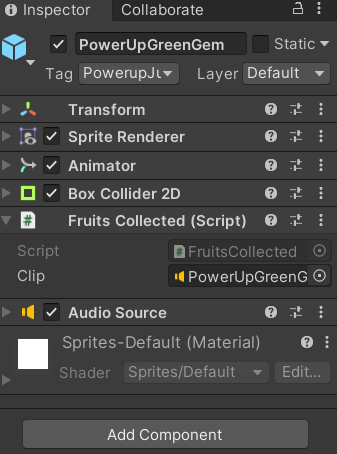 Inspector Collaborate
PowerUpGreenGem Static
Tag PowerupJu Layer Default
Transform
Sprite Renderer
Animator
Box Collider 2D
# Fruits Collected (Script)
Script # FruitsCollected
Clip PowerUpGreenG
Audio Source
Sprites-Default (Material)
Shader Sprites/Default Edit...
Add Component